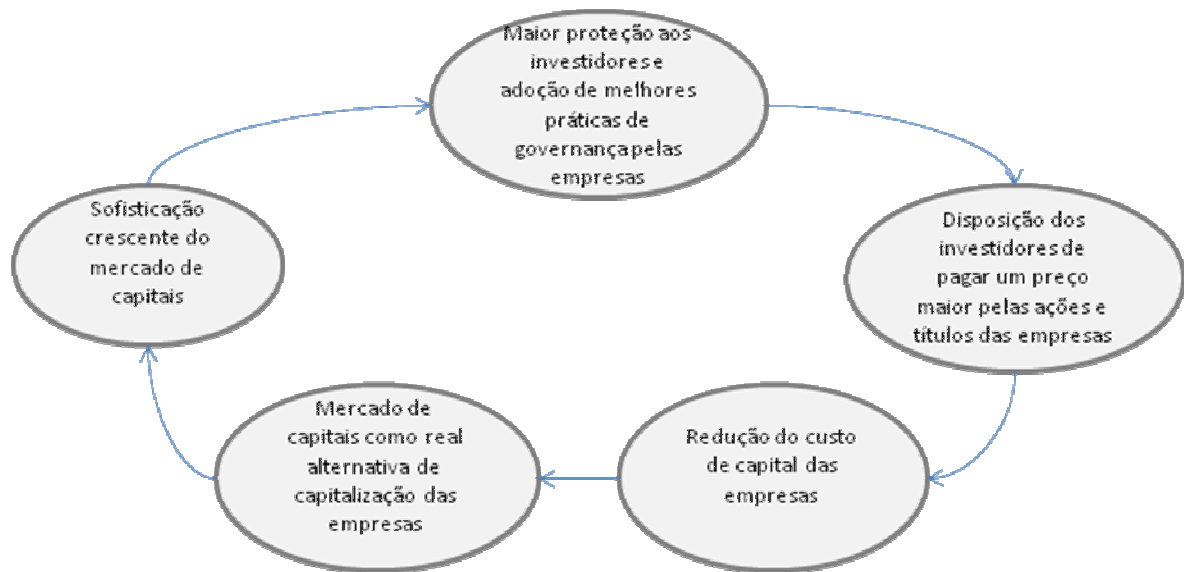 Maior proteção aos
investidores e
adoção de melhores
práticas de
governança pelas
empresas
Disposição dos
investidores de
pagar um preço
maior pelas ações e
títulos das empresas
Redução do custo
de capital das
empresas
Mercado de
capitais como real
alternativa de
capitalização das
empresas
Sofisticação
crescente do
mercado de
capitais